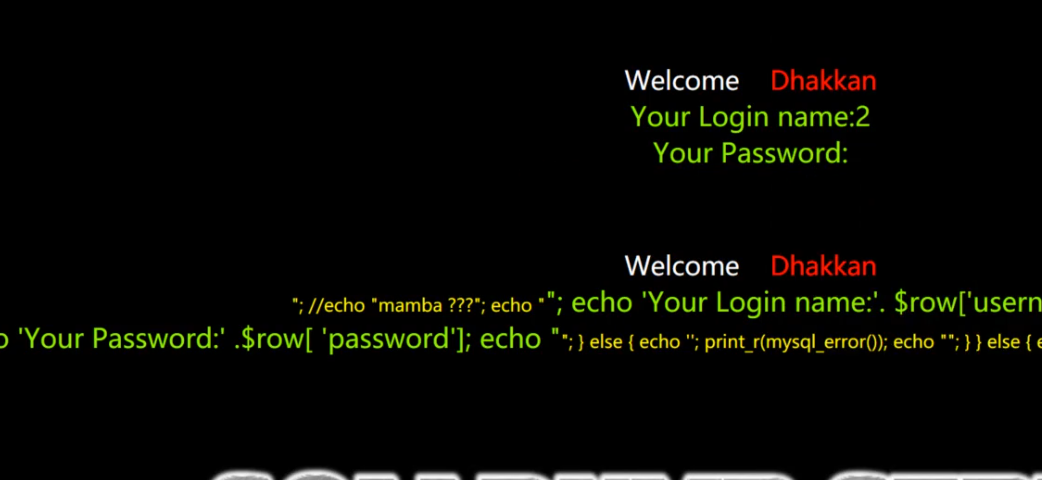 Welcome Dhakkan
Your Login name:2
Your Password:
Welcome Dhakkan
"; //echo "mamba ???"; echo ""; echo 'Your Login name:'. $row['usern
'Your Password:' .$row[ 'password']; echo ""; } else { echo ''; print_r(mysql_error()); echo ""; } } else { e